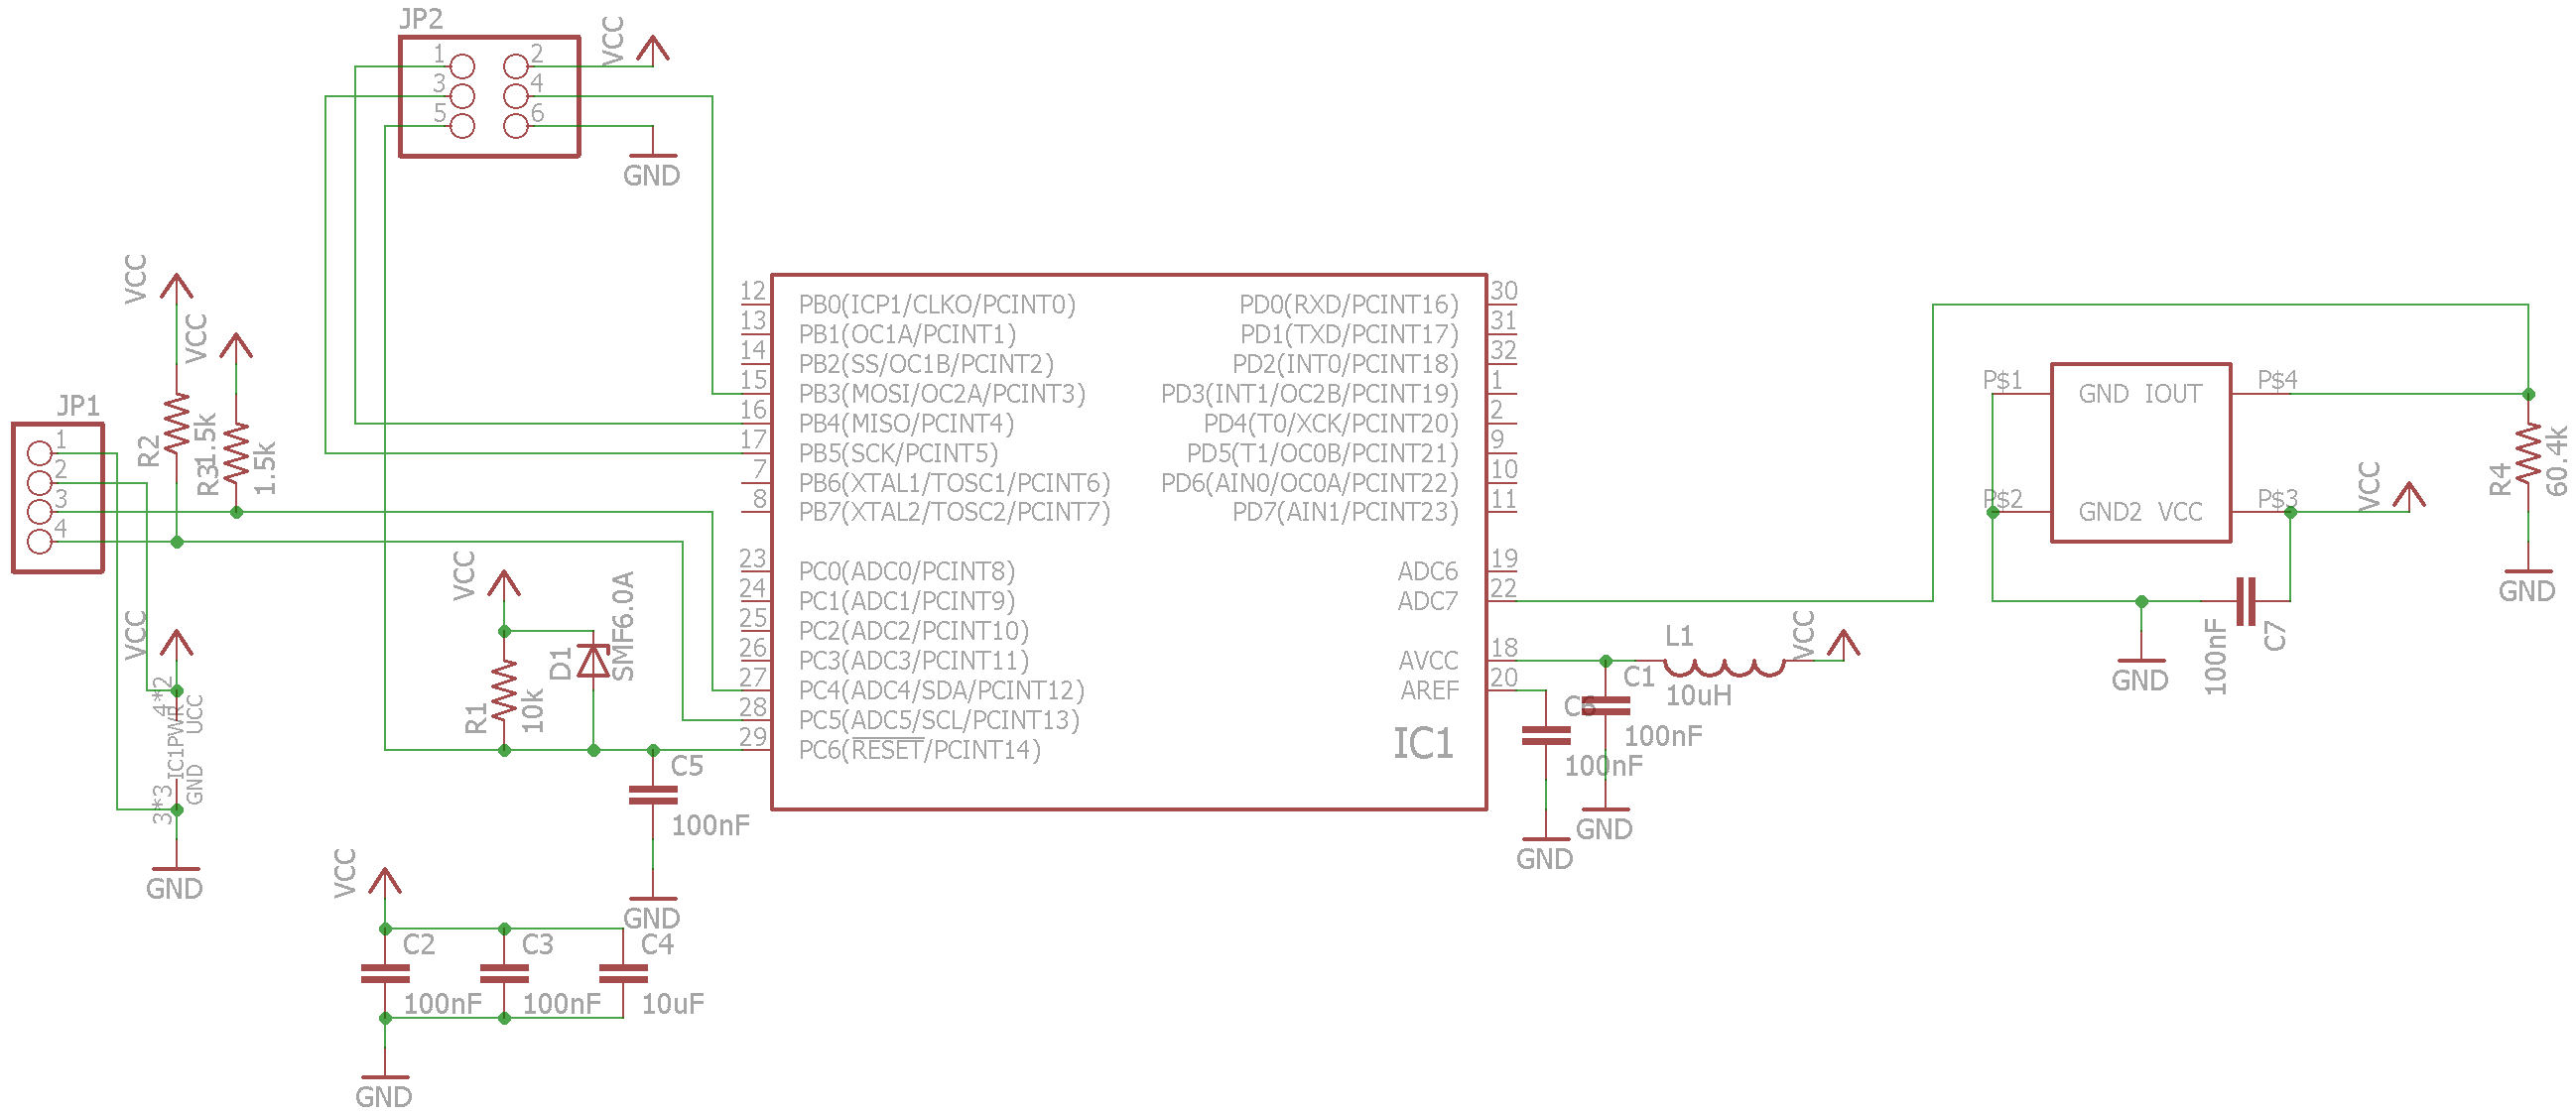 JP2
1
2
3
4
5
6
VCC
GND
VCC
VCC
JP1
1
2
3
4
R2
1.5k
R3
1.5k
VCC
4*2
VCC
IC1PWR
GND
3*3
GND
VCC
R1
10k
D1
SMF6.0A
C5
100nF
GND
VCC
C2
100nF
C3
100nF
C4
10uF
GND
12 PB0(ICP1/CLKO/PCINT0)
13 PB1(OC1A/PCINT1)
14 PB2(SS/OC1B/PCINT2)
15 PB3(MOSI/OC2A/PCINT3)
16 PB4(MISO/PCINT4)
17 PB5(SCK/PCINT5)
7 PB6(XTAL1/TOSC1/PCINT6)
8 PB7(XTAL2/TOSC2/PCINT7)
23 PC0(ADC0/PCINT8)
24 PC1(ADC1/PCINT9)
25 PC2(ADC2/PCINT10)
26 PC3(ADC3/PCINT11)
27 PC4(ADC4/SDA/PCINT12)
28 PC5(ADC5/SCL/PCINT13)
29 PC6(RESET/PCINT14)
PD0(RXD/PCINT16) 30
PD1(TXD/PCINT17) 31
PD2(INT0/PCINT18) 32
PD3(INT1/OC2B/PCINT19) 1
PD4(T0/XCK/PCINT20) 2
PD5(T1/OC0B/PCINT21) 9
PD6(AIN0/OC0A/PCINT22) 10
PD7(AIN1/PCINT23) 11
ADC6 19
ADC7 22
AVCC 18
AREF 20
IC1
L1
10uH
VCC
C1
100nF
GND
C6
100nF
GND
P$1 GND IOUT P$4
P$2 GND2 VCC P$3
VCC
R4
60.4k
GND
C7
100nF
GND